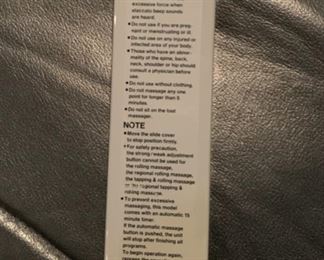 excessive force when
staccato beep sounds
are heard.
●Do not use if you are preg-
nant or menstruating or ill.
●Do not use on any injured or
infected area of your body.
●Those who have an abnor-
mality of the spine, back,
neck, shoulder or hip should
consult a physician before
use.
●Do not use without clothing.
●Do not massage any one
point for longer than 5
minutes.
●Do not sit on the foot
massager.
NOTE
●Move the slide cover
to stop position firmly.
●For safety precaution,
the strong/weak adjustment
button cannot be used for
the rolling massage,
the regional rolling massage,
the tapping & rolling massage
or the regional tapping &
rolling massage.
●To prevent excessive
massaging, this model
comes with an automatic 15
minute timer.
If the automatic massage
button is pushed, the unit
will stop after finishing all
programs.
To begin operation again,